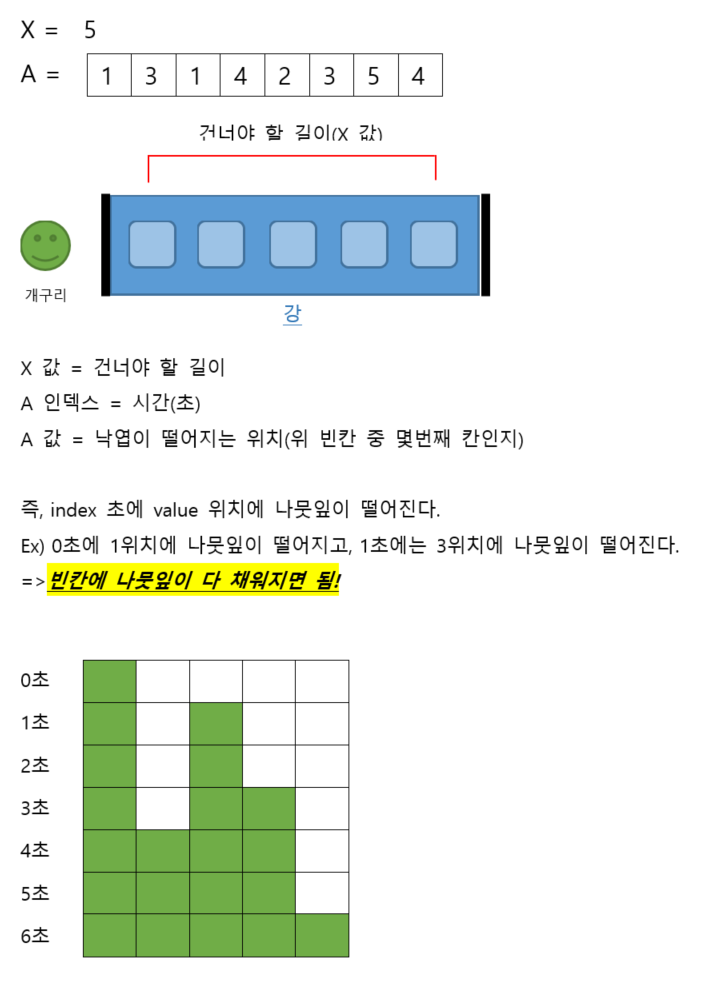 X = 5
A = 1 3 1 4 2 3 5 4
건너야 할 길이(X 값)
개구리
강
X 값 = 건너야 할 길이
A 인덱스 = 시간(초)
A 값 = 낙엽이 떨어지는 위치(위 빈칸 중 몇번째 칸인지)
즉, index 초에 value 위치에 나뭇잎이 떨어진다.
Ex) 0초에 1위치에 나뭇잎이 떨어지고, 1초에는 3위치에 나뭇잎이 떨어진다.
=>빈칸에 나뭇잎이 다 채워지면 됨!
0초
1초
2초
3초
4초
5초
6초